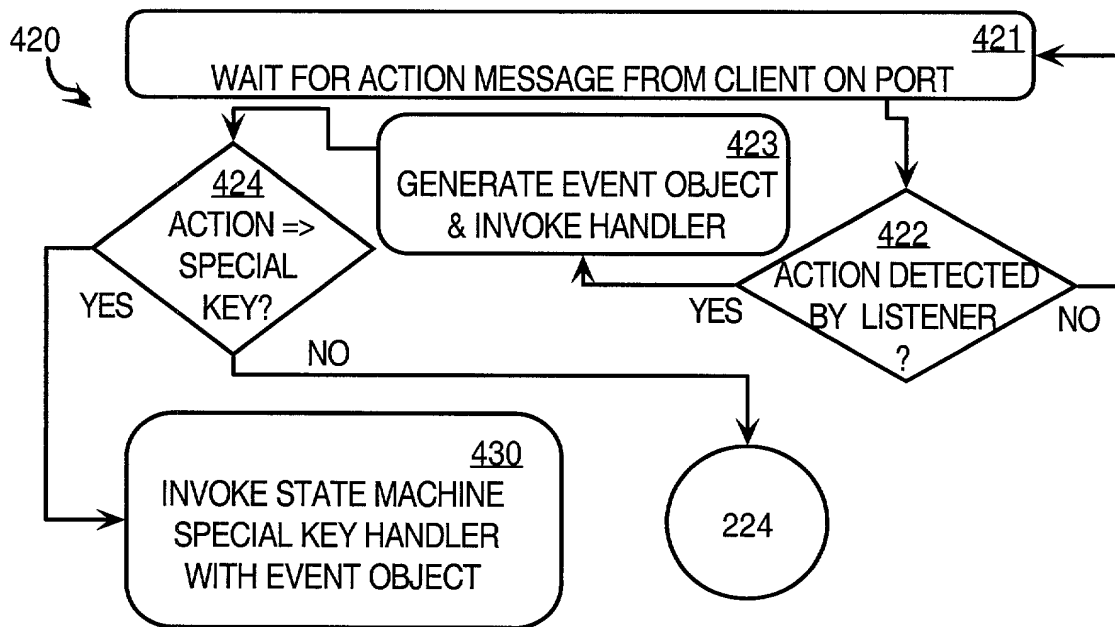 420
421
WAIT FOR ACTION MESSAGE FROM CLIENT ON PORT
423
GENERATE EVENT OBJECT
& INVOKE HANDLER
424
ACTION =>
SPECIAL
KEY?
YES
NO
422
ACTION DETECTED
BY LISTENER
?
YES
NO
430
INVOKE STATE MACHINE
SPECIAL KEY HANDLER
WITH EVENT OBJECT
224